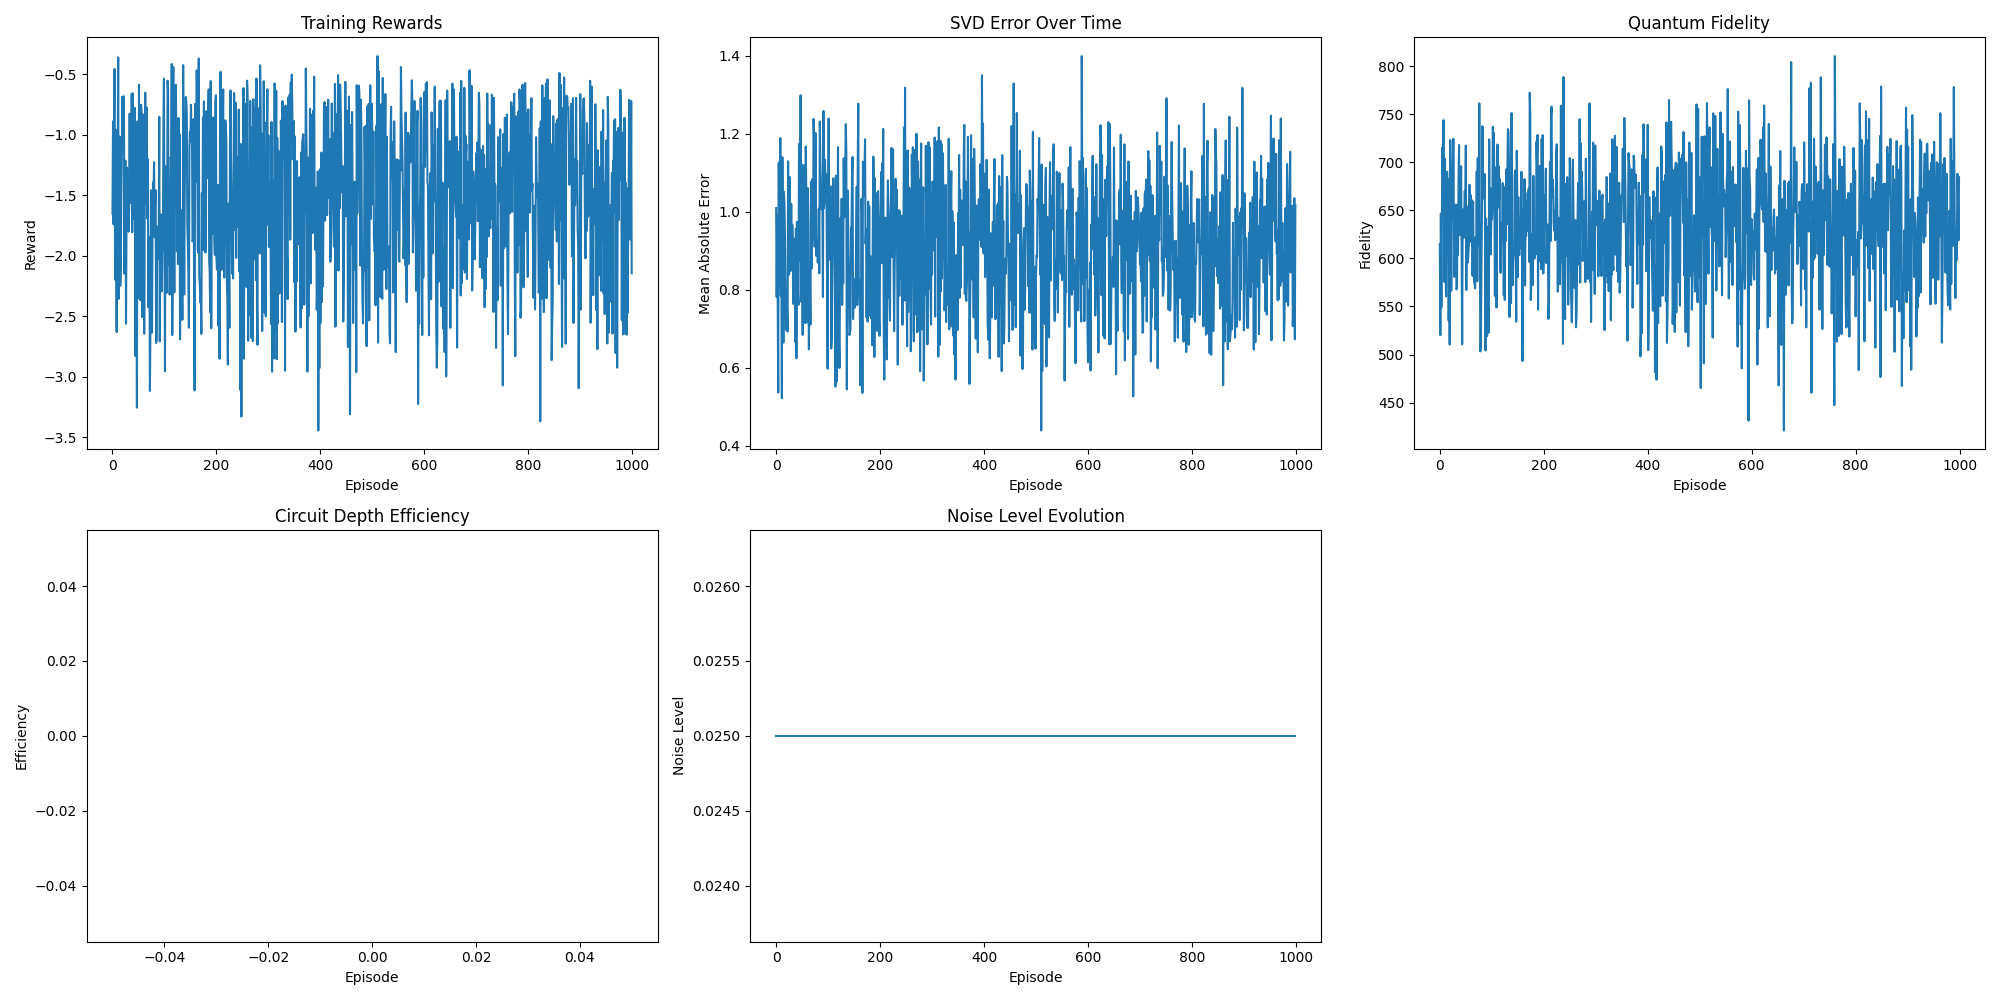 Training Rewards
Reward
−0.5
−1.0
−1.5
−2.0
−2.5
−3.0
−3.5
0 200 400 600 800 1000
Episode
SVD Error Over Time
Mean Absolute Error
1.4
1.2
1.0
0.8
0.6
0.4
0 200 400 600 800 1000
Episode
Quantum Fidelity
Fidelity
800
750
700
650
600
550
500
450
0 200 400 600 800 1000
Episode
Circuit Depth Efficiency
Efficiency
0.04
0.02
0.00
−0.02
−0.04
−0.04 −0.02 0.00 0.02 0.04
Episode
Noise Level Evolution
Noise Level
0.0260
0.0255
0.0250
0.0245
0.0240
0 200 400 600 800 1000
Episode